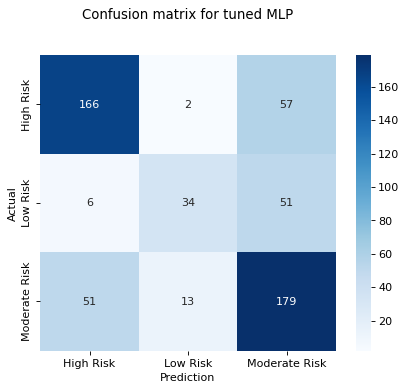 Confusion matrix for tuned MLP
High Risk
Low Risk
Moderate Risk
Actual
166 2 57
6 34 51
51 13 179
High Risk Low Risk Moderate Risk
Prediction
160
140
120
100
80
60
40
20